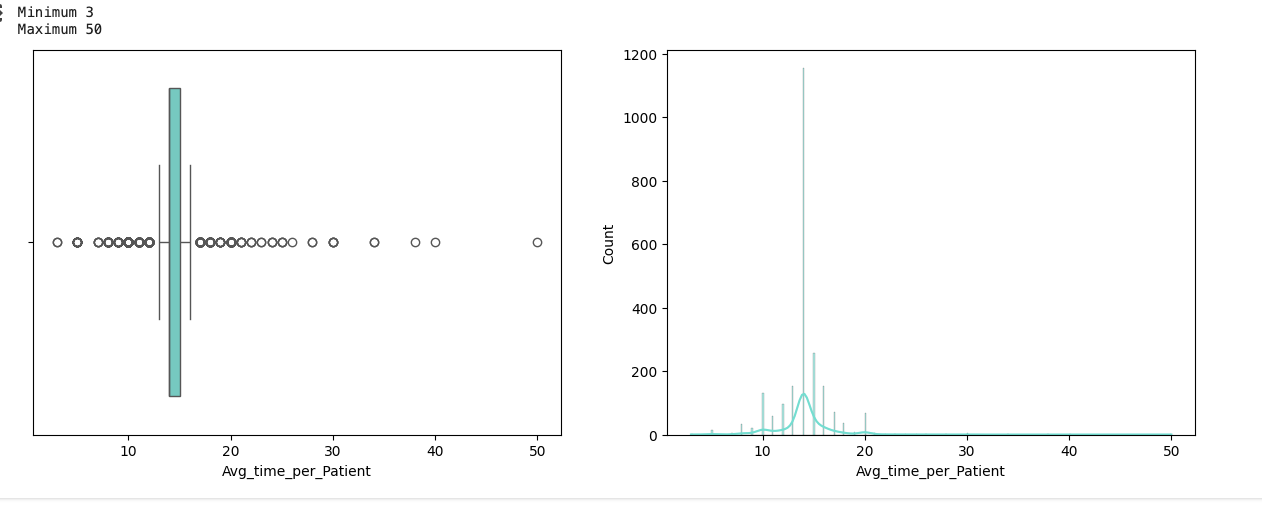 Minimum 3
Maximum 50
10 20 30 40 50
Avg_time_per_Patient
1200
1000
800
600
400
200
0
Count
10 20 30 40 50
Avg_time_per_Patient